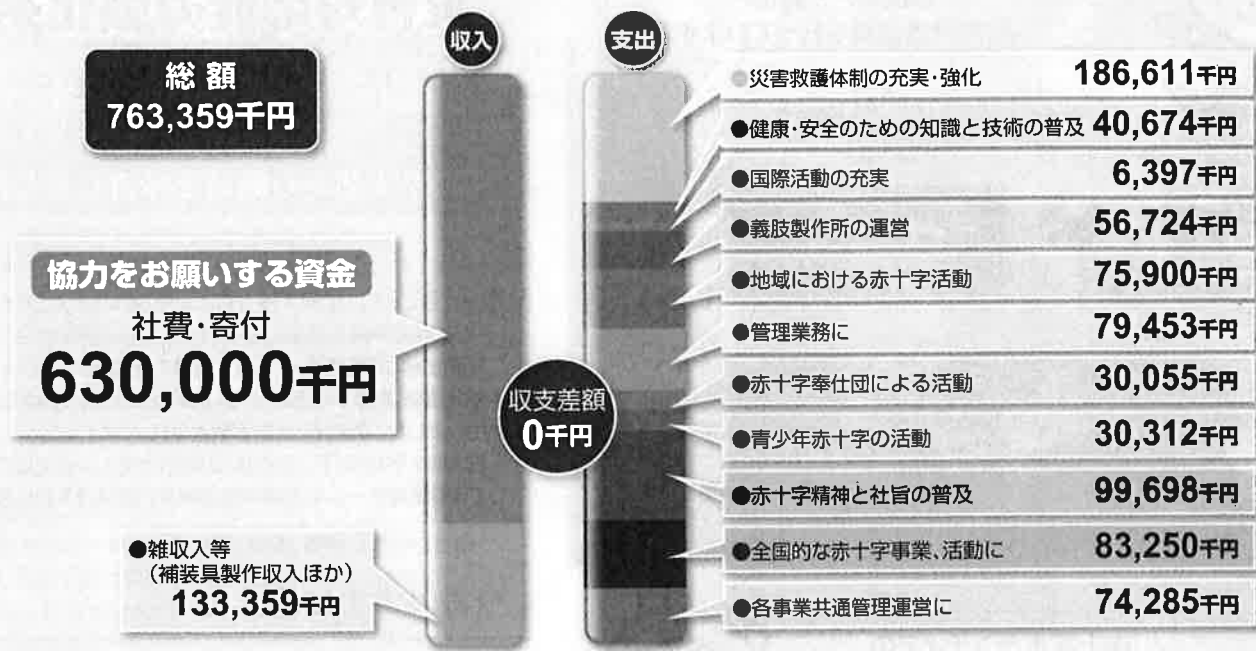 収入
支出
総額
763,359千円
協力をお願いする資金
社費・寄付
630,000千円
●雑収入等
（補装具製作収入ほか）
133,359千円
収支差額
0千円
●災害救護体制の充実・強化 186,611千円
●健康・安全のための知識と技術の普及 40,674千円
●国際活動の充実 6,397千円
●義肢製作所の運営 56,724千円
●地域における赤十字活動 75,900千円
●管理業務に 79,453千円
●赤十字奉仕団による活動 30,055千円
●青少年赤十字の活動 30,312千円
●赤十字精神と社旨の普及 99,698千円
●全国的な赤十字事業、活動に 83,250千円
●各事業共通管理運営に 74,285千円